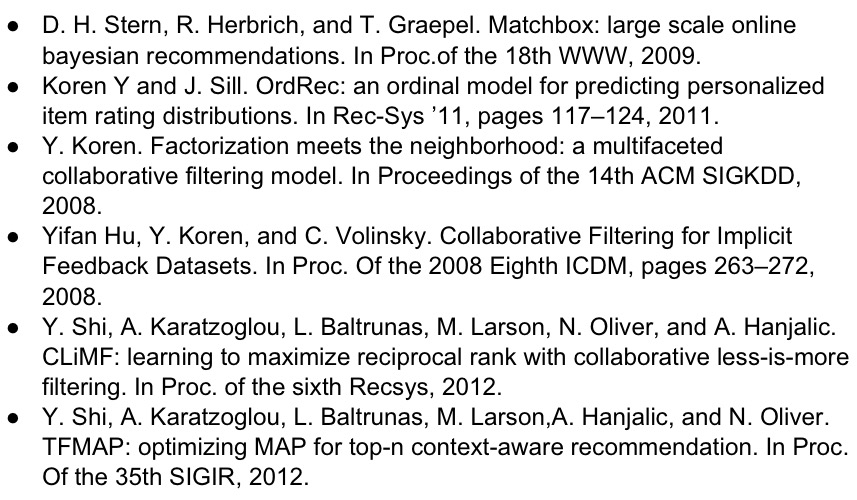 ● D. H. Stern, R. Herbrich, and T. Graepel. Matchbox: large scale online
bayesian recommendations. In Proc.of the 18th WWW, 2009.
● Koren Y and J. Sill. OrdRec: an ordinal model for predicting personalized
item rating distributions. In Rec-Sys ’11, pages 117–124, 2011.
● Y. Koren. Factorization meets the neighborhood: a multifaceted
collaborative filtering model. In Proceedings of the 14th ACM SIGKDD,
2008.
● Yifan Hu, Y. Koren, and C. Volinsky. Collaborative Filtering for Implicit
Feedback Datasets. In Proc. Of the 2008 Eighth ICDM, pages 263–272,
2008.
● Y. Shi, A. Karatzoglou, L. Baltrunas, M. Larson, N. Oliver, and A. Hanjalic.
CLiMF: learning to maximize reciprocal rank with collaborative less-is-more
filtering. In Proc. of the sixth Recsys, 2012.
● Y. Shi, A. Karatzoglou, L. Baltrunas, M. Larson,A. Hanjalic, and N. Oliver.
TFMAP: optimizing MAP for top-n context-aware recommendation. In Proc.
Of the 35th SIGIR, 2012.